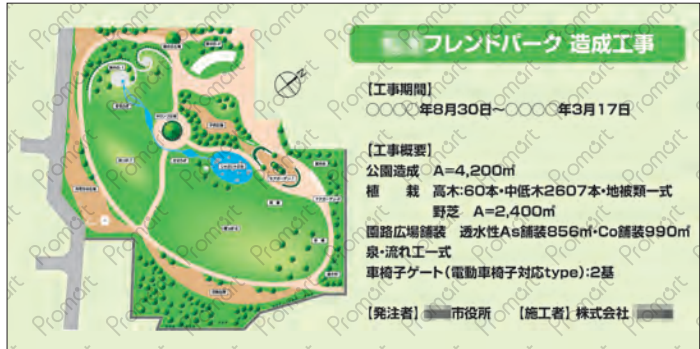 フレンドパーク 造成工事
【工事期間】
○○○○年8月30日～○○○○年3月17日
【工事概要】
公園造成 A=4,200㎡
植 栽 高木:60本・中低木2607本・地被類一式
野芝 A=2,400㎡
園路広場舗装 透水性As舗装856㎡・Co舗装990㎡
泉・流れ工一式
車椅子ゲート(電動車椅子対応type):2基
【発注者】 市役所 【施工者】 株式会社
N
Promart